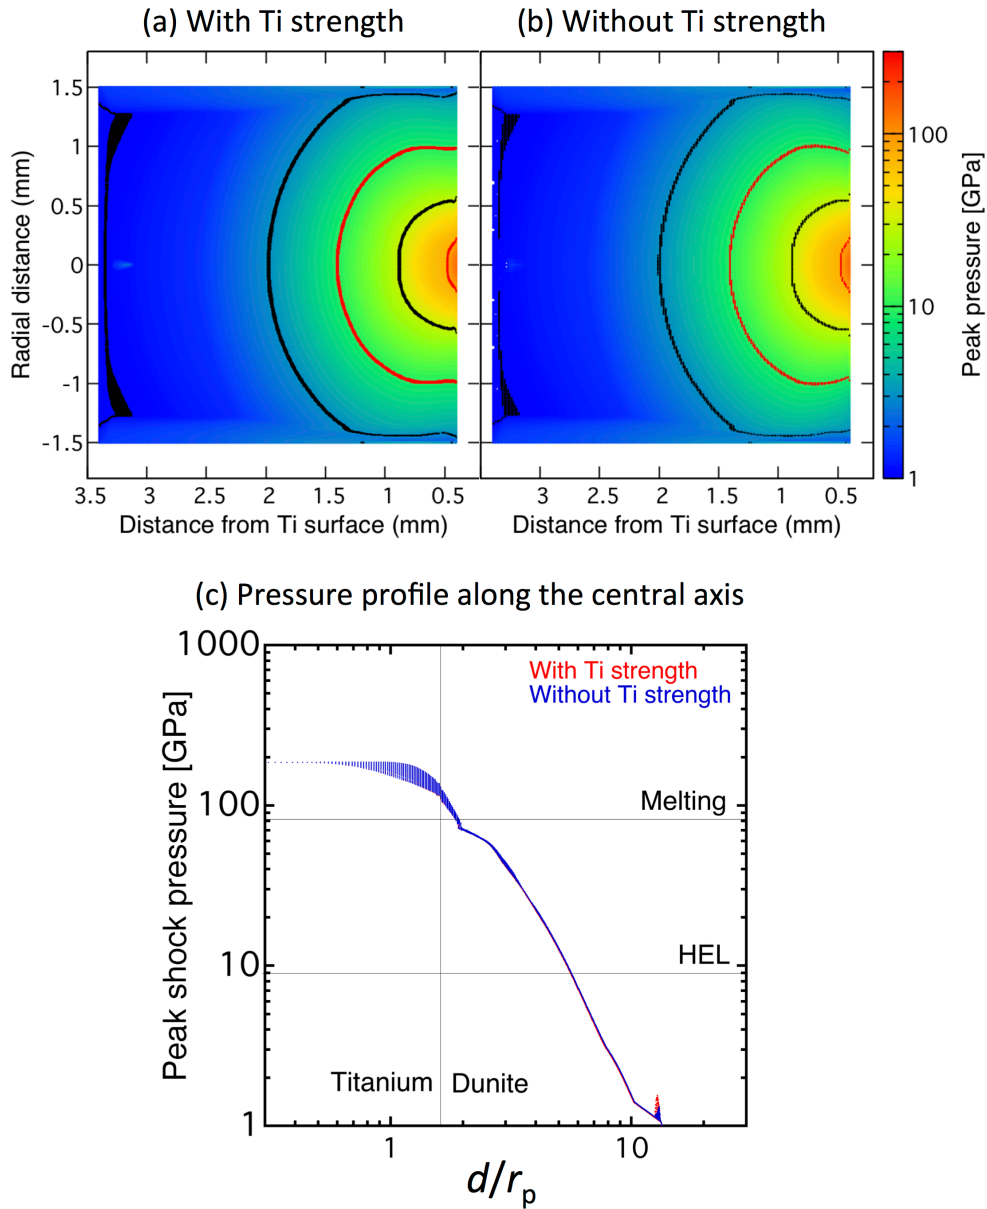 (a) With Ti strength
(b) Without Ti strength
1.5
1
0.5
0
-0.5
-1
-1.5
Radial distance (mm)
3.5 3 2.5 2 1.5 1 0.5
Distance from Ti surface (mm)
3 2.5 2 1.5 1 0.5
Distance from Ti surface (mm)
100
10
1
Peak pressure [GPa]
(c) Pressure profile along the central axis
1000
100
10
1
Peak shock pressure [GPa]
With Ti strength
Without Ti strength
Melting
HEL
Titanium
Dunite
1 10
d/rp